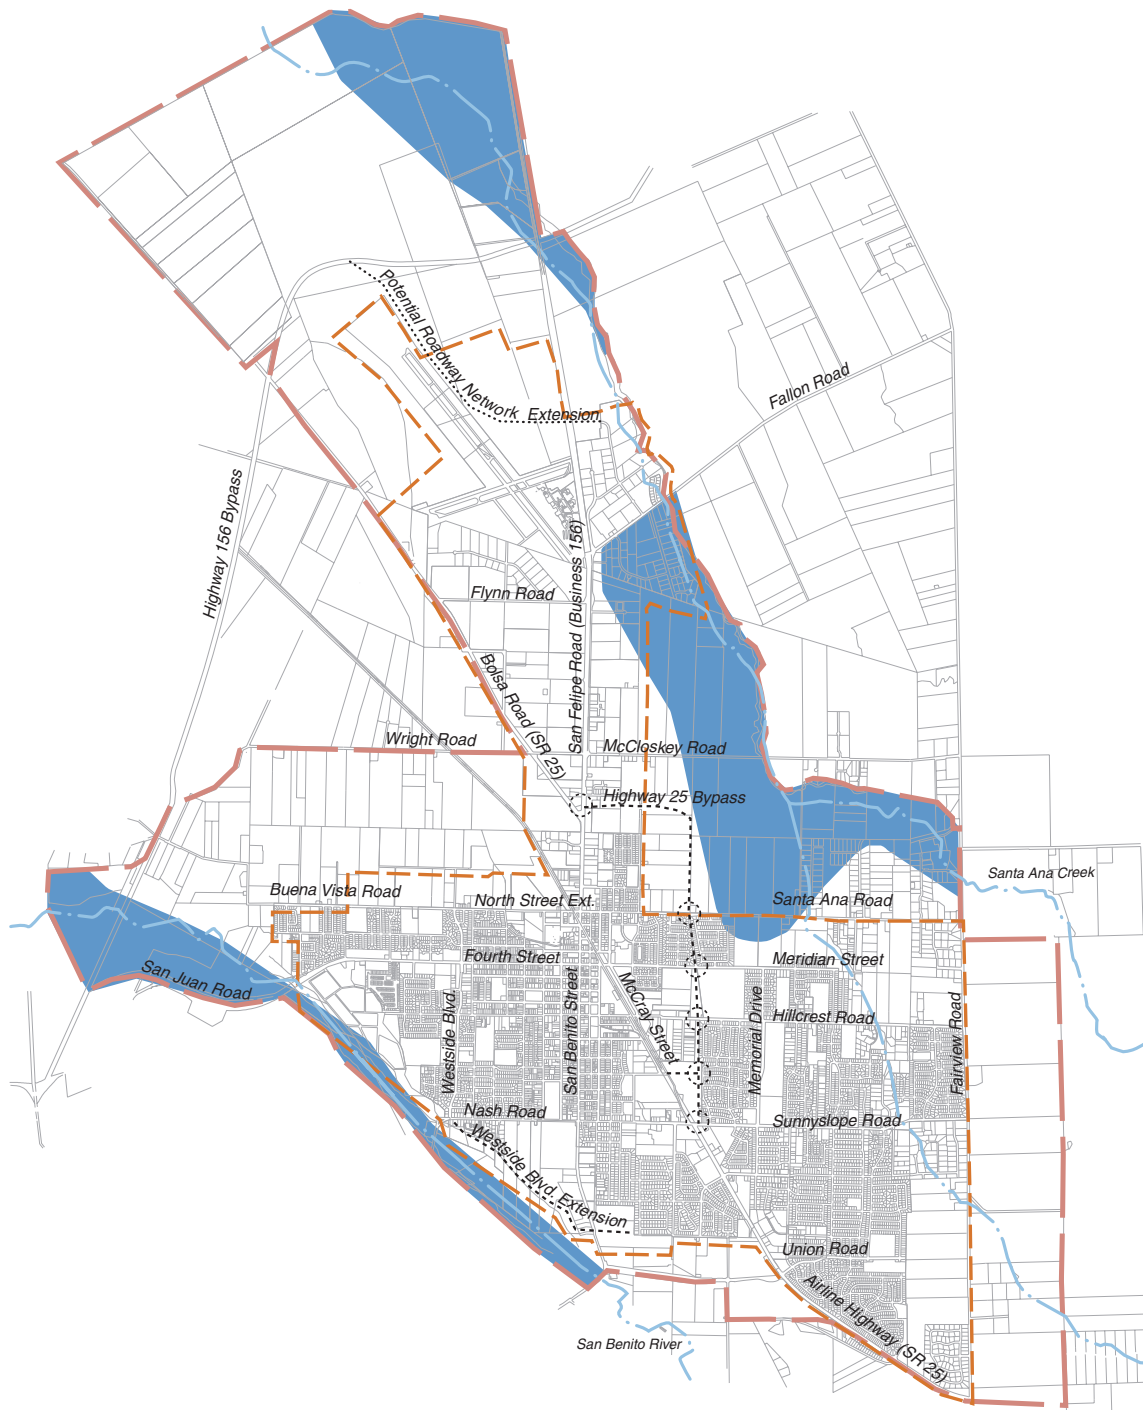 Potential Roadway Network Extension
Fallon Road
Highway 156 Bypass
San Felipe Road (Business 156)
Flynn Road
Bolsa Road (SR 25)
Wright Road
McCloskey Road
Highway 25 Bypass
Santa Ana Creek
Buena Vista Road
North Street Ext.
Santa Ana Road
Fourth Street
Meridian Street
San Juan Road
McCray Street
Hillcrest Road
Westside Blvd.
San Benito Street
Memorial Drive
Fairview Road
Nash Road
Sunnyslope Road
Westside Blvd. Extension
Union Road
Airline Highway (SR 25)
San Benito River